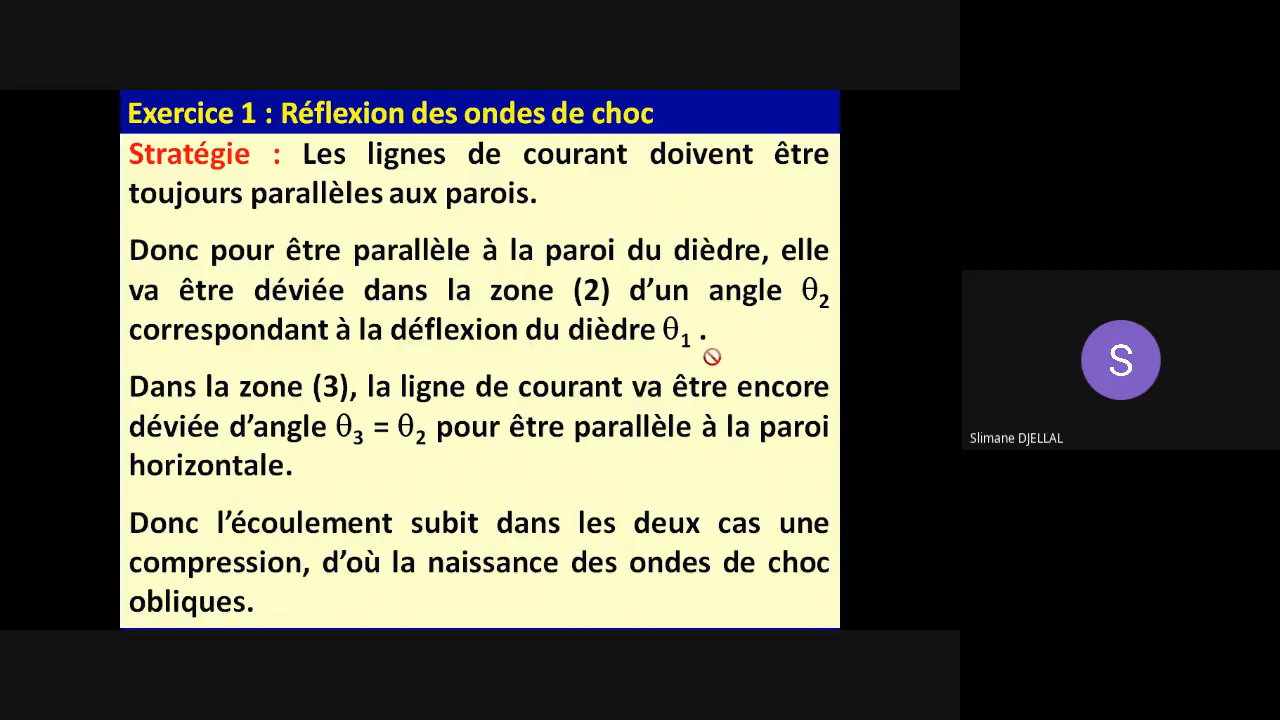 Exercice 1 : Réflexion des ondes de choc
Stratégie : Les lignes de courant doivent être
toujours parallèles aux parois.
Donc pour être parallèle à la paroi du dièdre, elle
va être déviée dans la zone (2) d’un angle θ₂
correspondant à la déflexion du dièdre θ₁ .
Dans la zone (3), la ligne de courant va être encore
déviée d’angle θ₃ = θ₂ pour être parallèle à la paroi
horizontale.
Donc l’écoulement subit dans les deux cas une
compression, d’où la naissance des ondes de choc
obliques.
S
Slimane DJELLAL